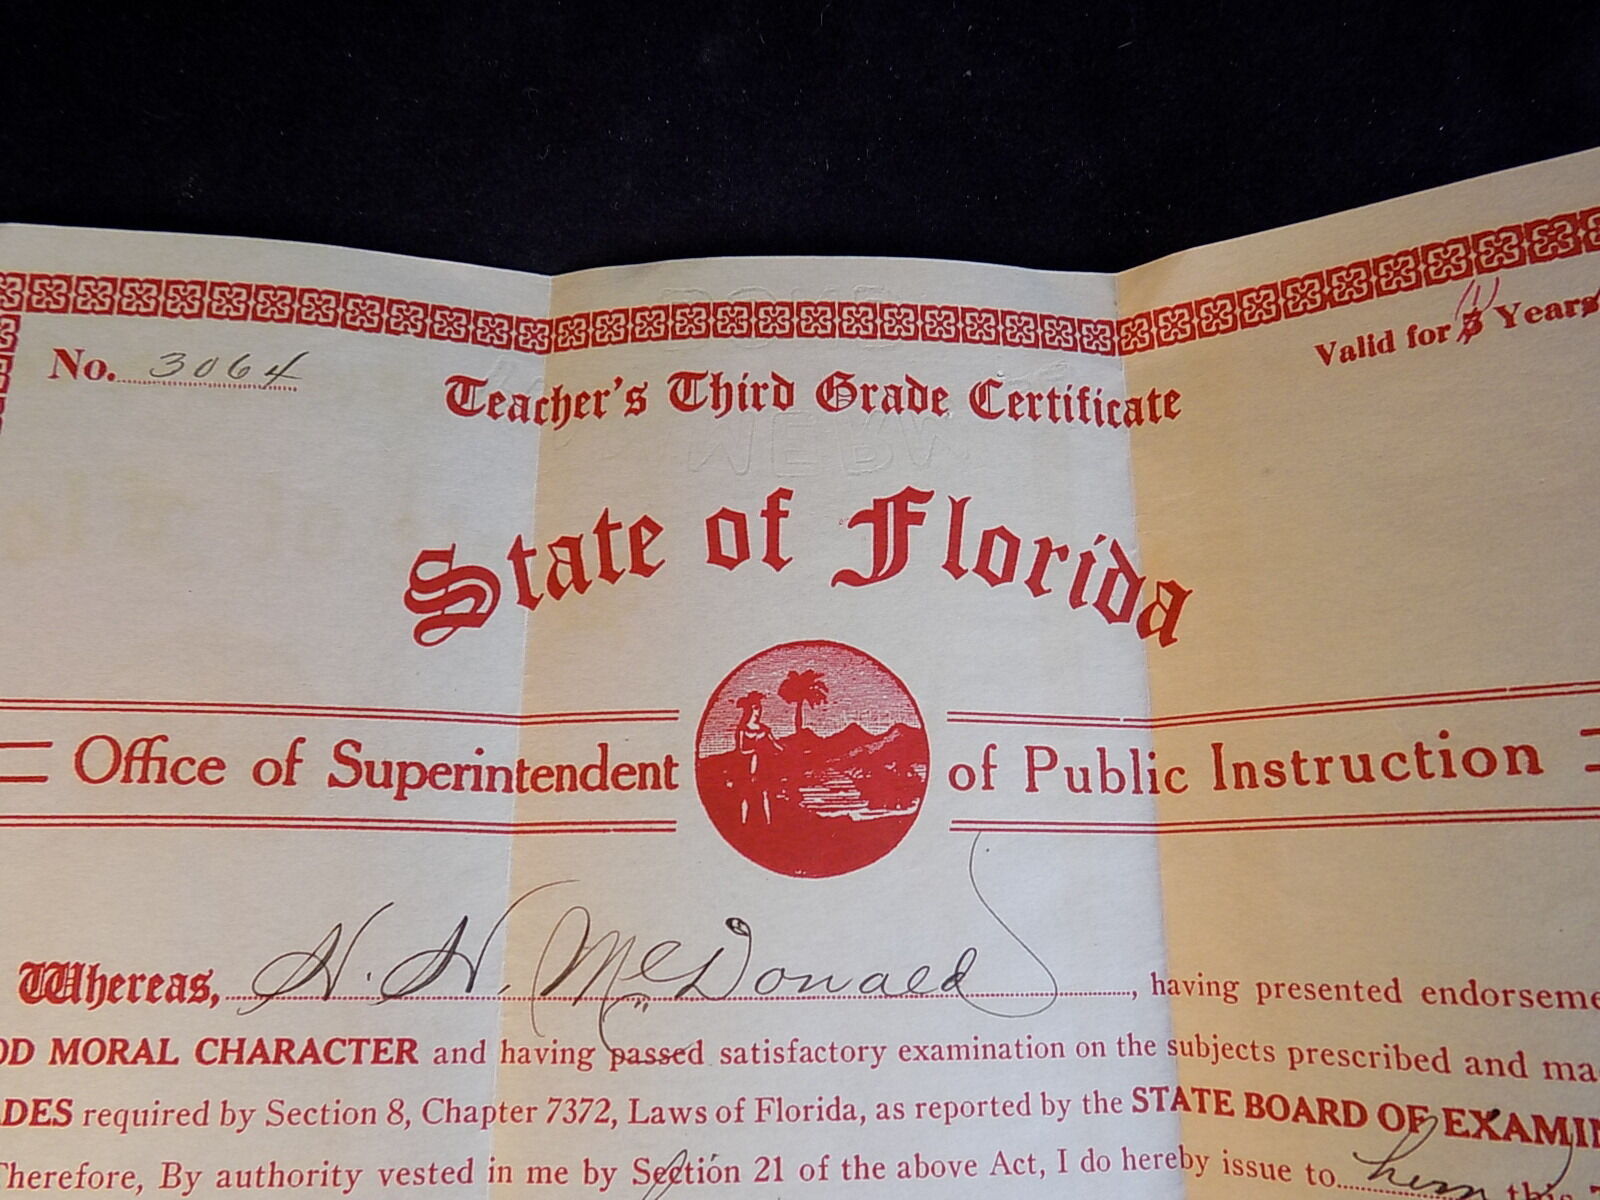 No. 3064
Valid for (1) Years
Teacher's Third Grade Certificate
State of Florida
Office of Superintendent of Public Instruction
Whereas, H. H. McDonald, having presented endorseme
OD MORAL CHARACTER and having passed satisfactory examination on the subjects prescribed and ma
ADES required by Section 8, Chapter 7372, Laws of Florida, as reported by the STATE BOARD OF EXAMIN
Therefore, By authority vested in me by Section 21 of the above Act, I do hereby issue to him this T